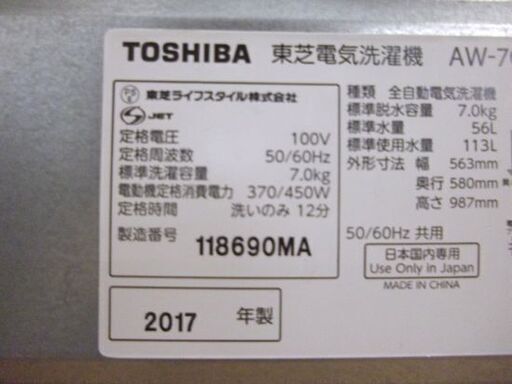 TOSHIBA 東芝電気洗濯機 AW-70
PS E 東芝ライフスタイル株式会社
S JET
定格電圧 100V
定格周波数 50/60Hz
標準洗濯容量 7.0kg
電動機定格消費電力 370/450W
定格時間 洗いのみ 12分
製造番号 118690MA
2017 年製
種類 全自動電気洗濯機
標準脱水容量 7.0kg
標準水量 56L
標準使用水量 113L
外形寸法 幅 563mm
奥行 580mm
高さ 987mm
50/60Hz 共用
日本国内専用
Use Only in Japan
MADE IN CHINA